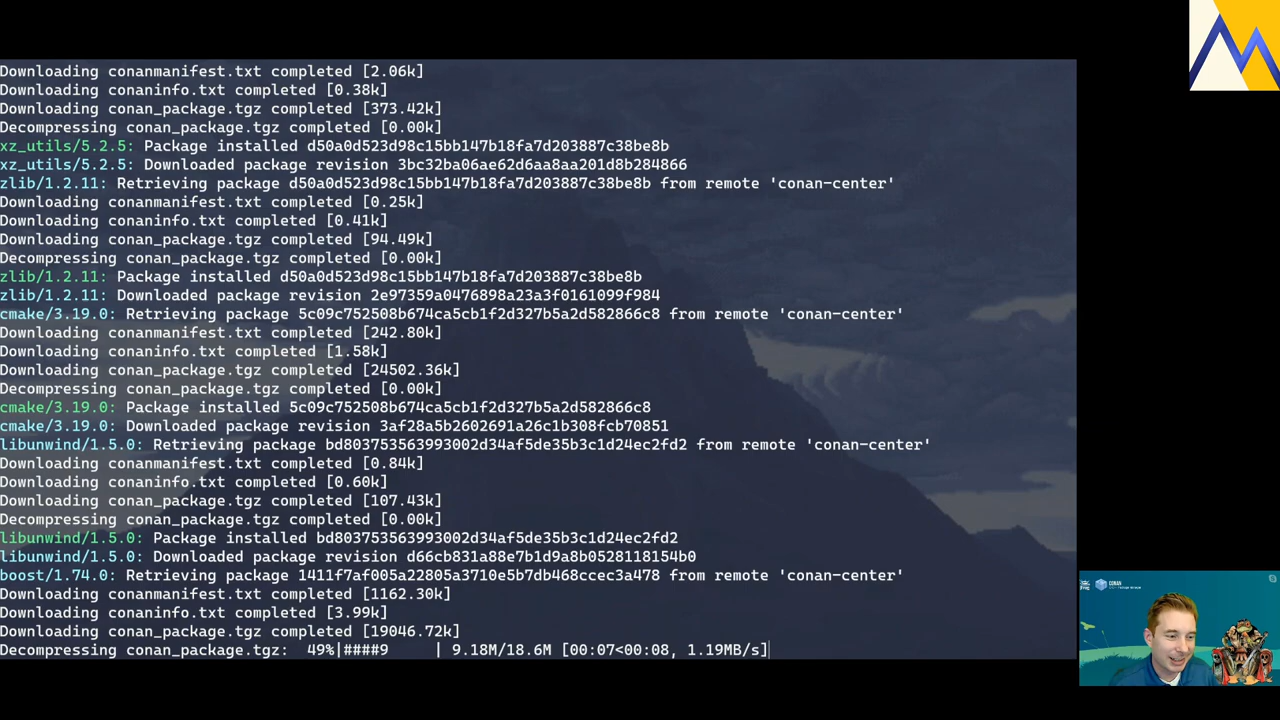 Downloading conanmanifest.txt completed [2.06k]
Downloading conaninfo.txt completed [0.38k]
Downloading conan_package.tgz completed [373.42k]
Decompressing conan_package.tgz completed [0.00k]
xz_utils/5.2.5: Package installed d50a0d523d98c15bb147b18fa7d203887c38be8b
xz_utils/5.2.5: Downloaded package revision 3bc32ba06ae62d6aa8aa201d8b284866
zlib/1.2.11: Retrieving package d50a0d523d98c15bb147b18fa7d203887c38be8b from remote 'conan-center'
Downloading conanmanifest.txt completed [0.25k]
Downloading conaninfo.txt completed [0.41k]
Downloading conan_package.tgz completed [94.49k]
Decompressing conan_package.tgz completed [0.00k]
zlib/1.2.11: Package installed d50a0d523d98c15bb147b18fa7d203887c38be8b
zlib/1.2.11: Downloaded package revision 2e97359a0476898a23a3f0161099f984
cmake/3.19.0: Retrieving package 5c09c752508b674ca5cb1f2d327b5a2d582866c8 from remote 'conan-center'
Downloading conanmanifest.txt completed [242.80k]
Downloading conaninfo.txt completed [1.58k]
Downloading conan_package.tgz completed [24502.36k]
Decompressing conan_package.tgz completed [0.00k]
cmake/3.19.0: Package installed 5c09c752508b674ca5cb1f2d327b5a2d582866c8
cmake/3.19.0: Downloaded package revision 3af28a5b2602691a26c1b308fcb70851
libunwind/1.5.0: Retrieving package bd803753563993002d34af5de35b3c1d24ec2fd2 from remote 'conan-center'
Downloading conanmanifest.txt completed [0.84k]
Downloading conaninfo.txt completed [0.60k]
Downloading conan_package.tgz completed [107.43k]
Decompressing conan_package.tgz completed [0.00k]
libunwind/1.5.0: Package installed bd803753563993002d34af5de35b3c1d24ec2fd2
libunwind/1.5.0: Downloaded package revision d66cb831a88e7b1d9a8b0528118154b0
boost/1.74.0: Retrieving package 1411f7af005a22805a3710e5b7db468ccec3a478 from remote 'conan-center'
Downloading conanmanifest.txt completed [1162.30k]
Downloading conaninfo.txt completed [3.99k]
Downloading conan_package.tgz completed [19046.72k]
Decompressing conan_package.tgz:  49%|####9     | 9.18M/18.6M [00:07<00:08, 1.19MB/s]
CONAN